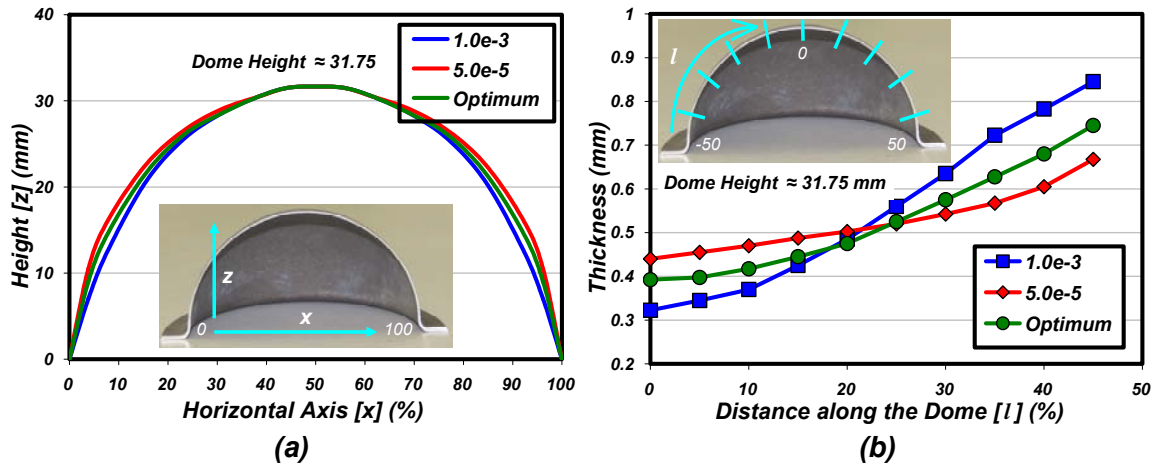 40
30
20
10
0
Height [z] (mm)
Dome Height ≈ 31.75
1.0e-3
5.0e-5
Optimum
z
x
0
100
0 10 20 30 40 50 60 70 80 90 100
Horizontal Axis [x] (%)
(a)
1
0.9
0.8
0.7
0.6
0.5
0.4
0.3
0.2
Thickness (mm)
l
0
-50
50
Dome Height ≈ 31.75 mm
1.0e-3
5.0e-5
Optimum
0 10 20 30 40 50
Distance along the Dome [l] (%)
(b)